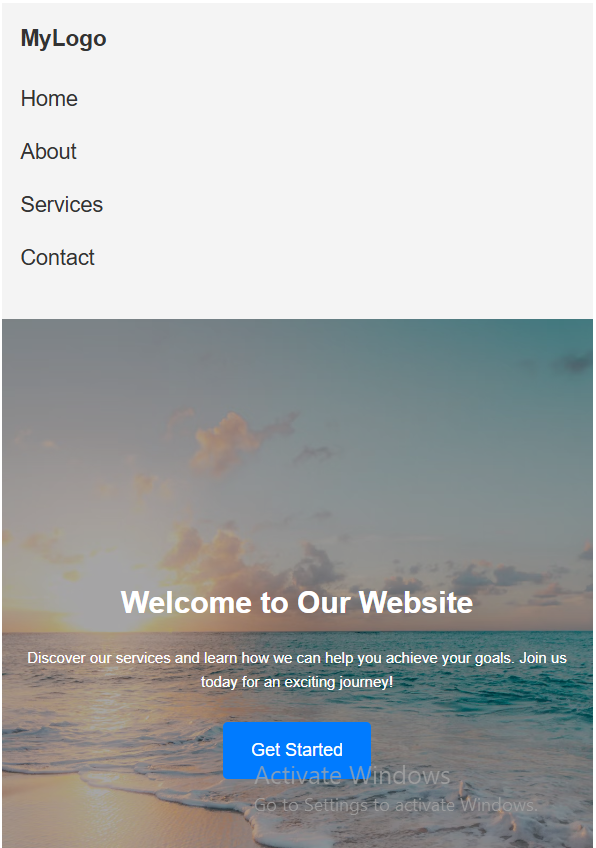 MyLogo
Home
About
Services
Contact
Welcome to Our Website
Discover our services and learn how we can help you achieve your goals. Join us
today for an exciting journey!
Get Started
Activate Windows
Go to Settings to activate Windows.